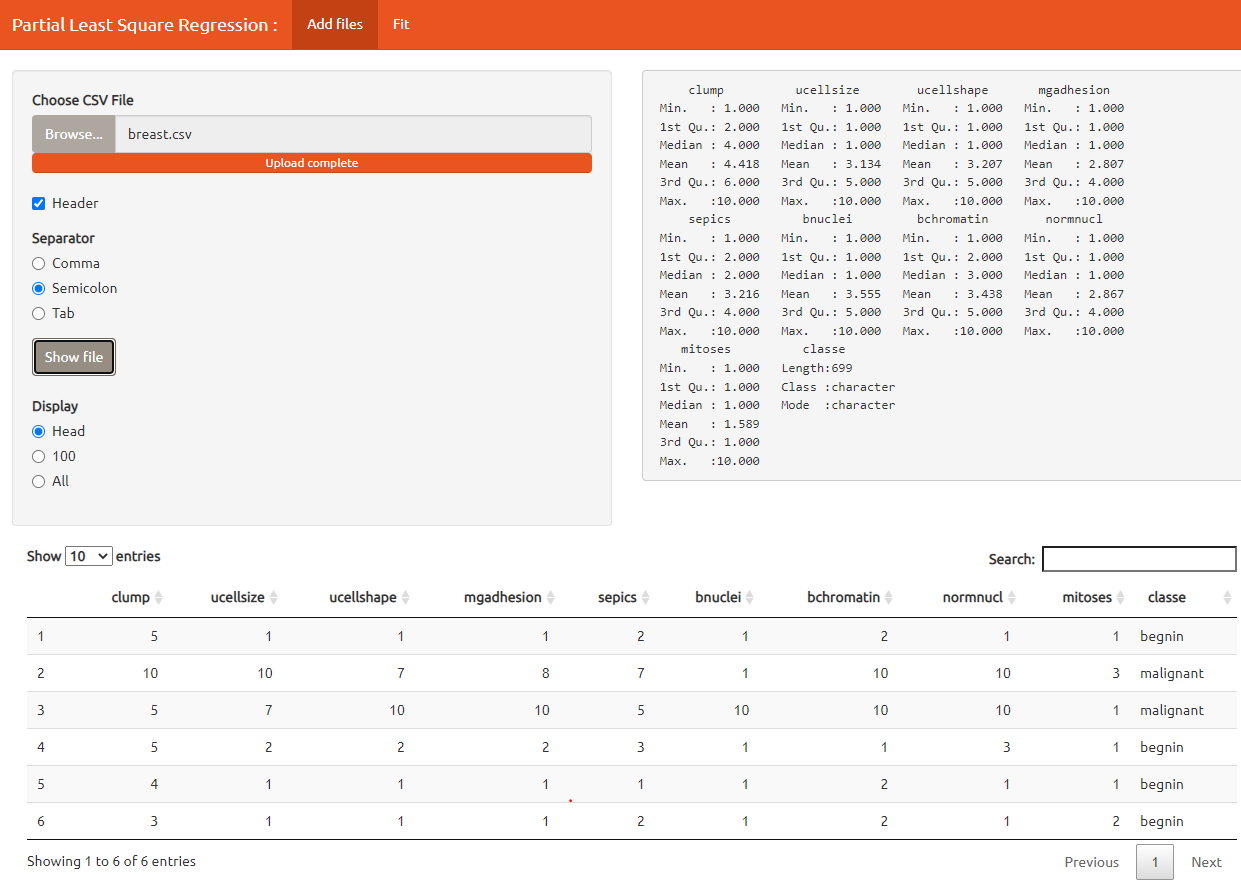 Partial Least Square Regression : Add files Fit
Choose CSV File
Browse... breast.csv
Upload complete
Header
Separator
Comma
Semicolon
Tab
Show file
Display
Head
100
All
clump ucellsize ucellshape mgadhesion
Min. : 1.000 Min. : 1.000 Min. : 1.000 Min. : 1.000
1st Qu.: 2.000 1st Qu.: 1.000 1st Qu.: 1.000 1st Qu.: 1.000
Median : 4.000 Median : 1.000 Median : 1.000 Median : 1.000
Mean : 4.418 Mean : 3.134 Mean : 3.207 Mean : 2.807
3rd Qu.: 6.000 3rd Qu.: 5.000 3rd Qu.: 5.000 3rd Qu.: 4.000
Max. :10.000 Max. :10.000 Max. :10.000 Max. :10.000
sepics bnuclei bchromatin normnucl
Min. : 1.000 Min. : 1.000 Min. : 1.000 Min. : 1.000
1st Qu.: 2.000 1st Qu.: 1.000 1st Qu.: 2.000 1st Qu.: 1.000
Median : 2.000 Median : 1.000 Median : 3.000 Median : 1.000
Mean : 3.216 Mean : 3.555 Mean : 3.438 Mean : 2.867
3rd Qu.: 4.000 3rd Qu.: 5.000 3rd Qu.: 5.000 3rd Qu.: 4.000
Max. :10.000 Max. :10.000 Max. :10.000 Max. :10.000
mitoses classe
Min. : 1.000 Length:699
1st Qu.: 1.000 Class :character
Median : 1.000 Mode :character
Mean : 1.589
3rd Qu.: 1.000
Max. :10.000
Show 10 entries Search:
clump ucellsize ucellshape mgadhesion sepics bnuclei bchromatin normnucl mitoses classe
1 5 1 1 1 2 1 2 1 1 begnin
2 10 10 7 8 7 1 10 10 3 malignant
3 5 7 10 10 5 10 10 10 1 malignant
4 5 2 2 2 3 1 1 3 1 begnin
5 4 1 1 1 1 1 2 1 1 begnin
6 3 1 1 1 2 1 2 1 2 begnin
Showing 1 to 6 of 6 entries Previous 1 Next